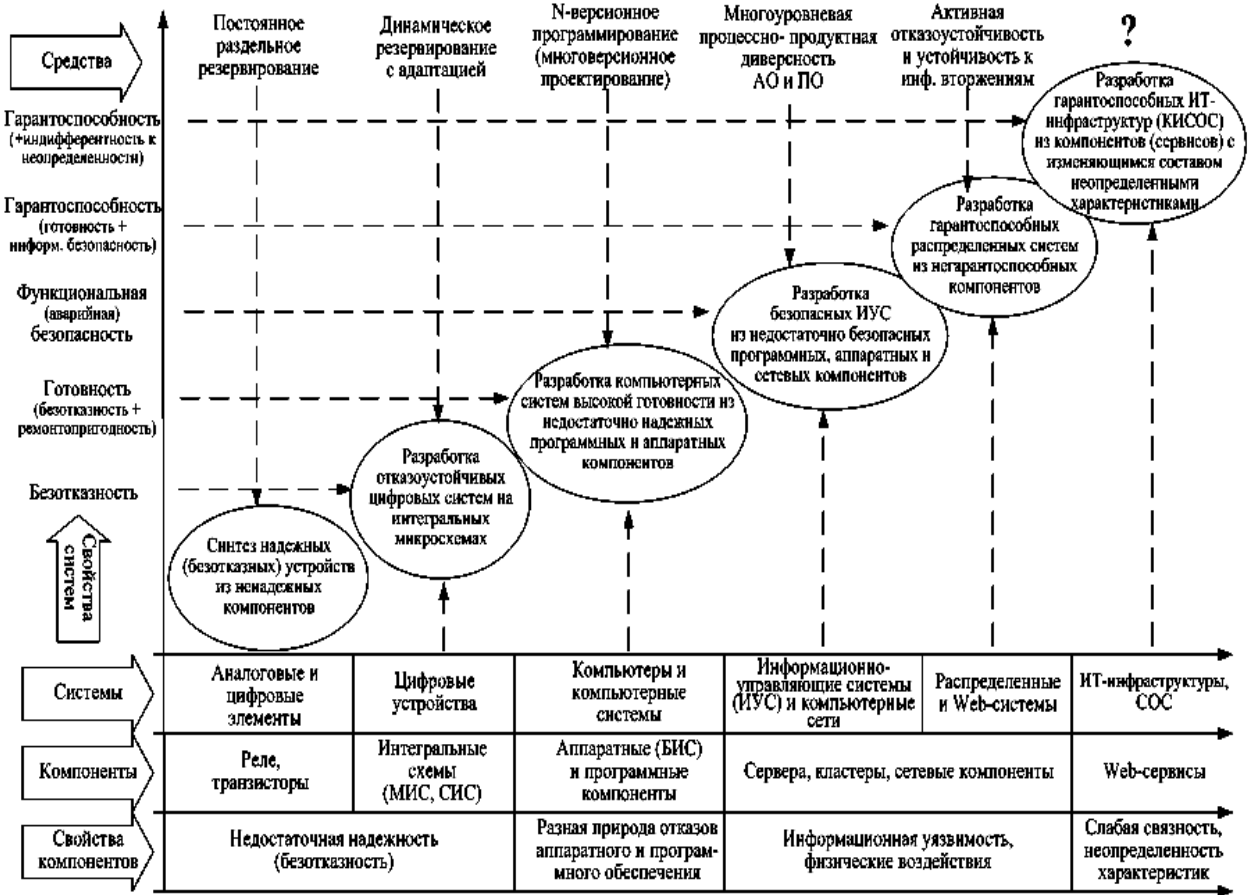 Средства
Постоянное
раздельное
резервирование
Динамическое
резервирование
с адаптацией
N-версионное
программирование
(многоверсионное
проектирование)
Многоуровневая
процессно- продуктная
диверсность
АО и ПО
Активная
отказоустойчивость
и устойчивость к
инф. вторжениям
?
Гарантоспособность
(+индифферентность к
неопределенности)
Гарантоспособность
(готовность +
информ. безопасность)
Функциональная
(аварийная)
безопасность
Готовность
(безотказность +
ремонтопригодность)
Безотказность
Свойства
систем
Синтез надежных
(безотказных) устройств
из ненадежных
компонентов
Разработка
отказоустойчивых
цифровых систем на
интегральных
микросхемах
Разработка компьютерных
систем высокой готовности из
недостаточно надежных
программных и аппаратных
компонентов
Разработка
безопасных ИУС
из недостаточно безопасных
программных, аппаратных и
сетевых компонентов
Разработка
гарантоспособных
распределенных систем
из негарантоспособных
компонентов
Разработка
гарантоспособных ИТ-
инфраструктур (КИСОС)
из компонентов (сервисов) с
изменяющимся составом
неопределенными
характеристиками
Системы
Аналоговые и
цифровые
элементы
Цифровые
устройства
Компьютеры и
компьютерные
системы
Информационно-
управляющие системы
(ИУС) и компьютерные
сети
Распределенные
и Web-системы
ИТ-инфраструктуры,
СОС
Компоненты
Реле,
транзисторы
Интегральные
схемы
(МИС, СИС)
Аппаратные (БИС)
и программные
компоненты
Сервера, кластеры, сетевые компоненты
Web-сервисы
Свойства
компонентов
Недостаточная надежность
(безотказность)
Разная природа отказов
аппаратного и програм-
много обеспечения
Информационная уязвимость,
физические воздействия
Слабая связность,
неопределенность
характеристик